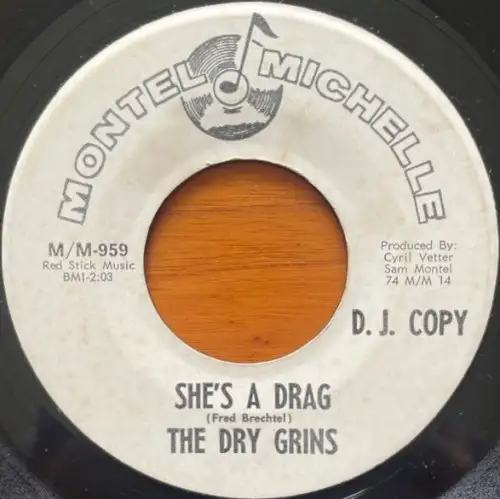 MONTEL MICHELLE
M/M-959
Red Stick Music
BMI-2:03
Produced By:
Cyril Vetter
Sam Montel
74 M/M 14
D. J. COPY
SHE'S A DRAG
(Fred Brechtel)
THE DRY GRINS